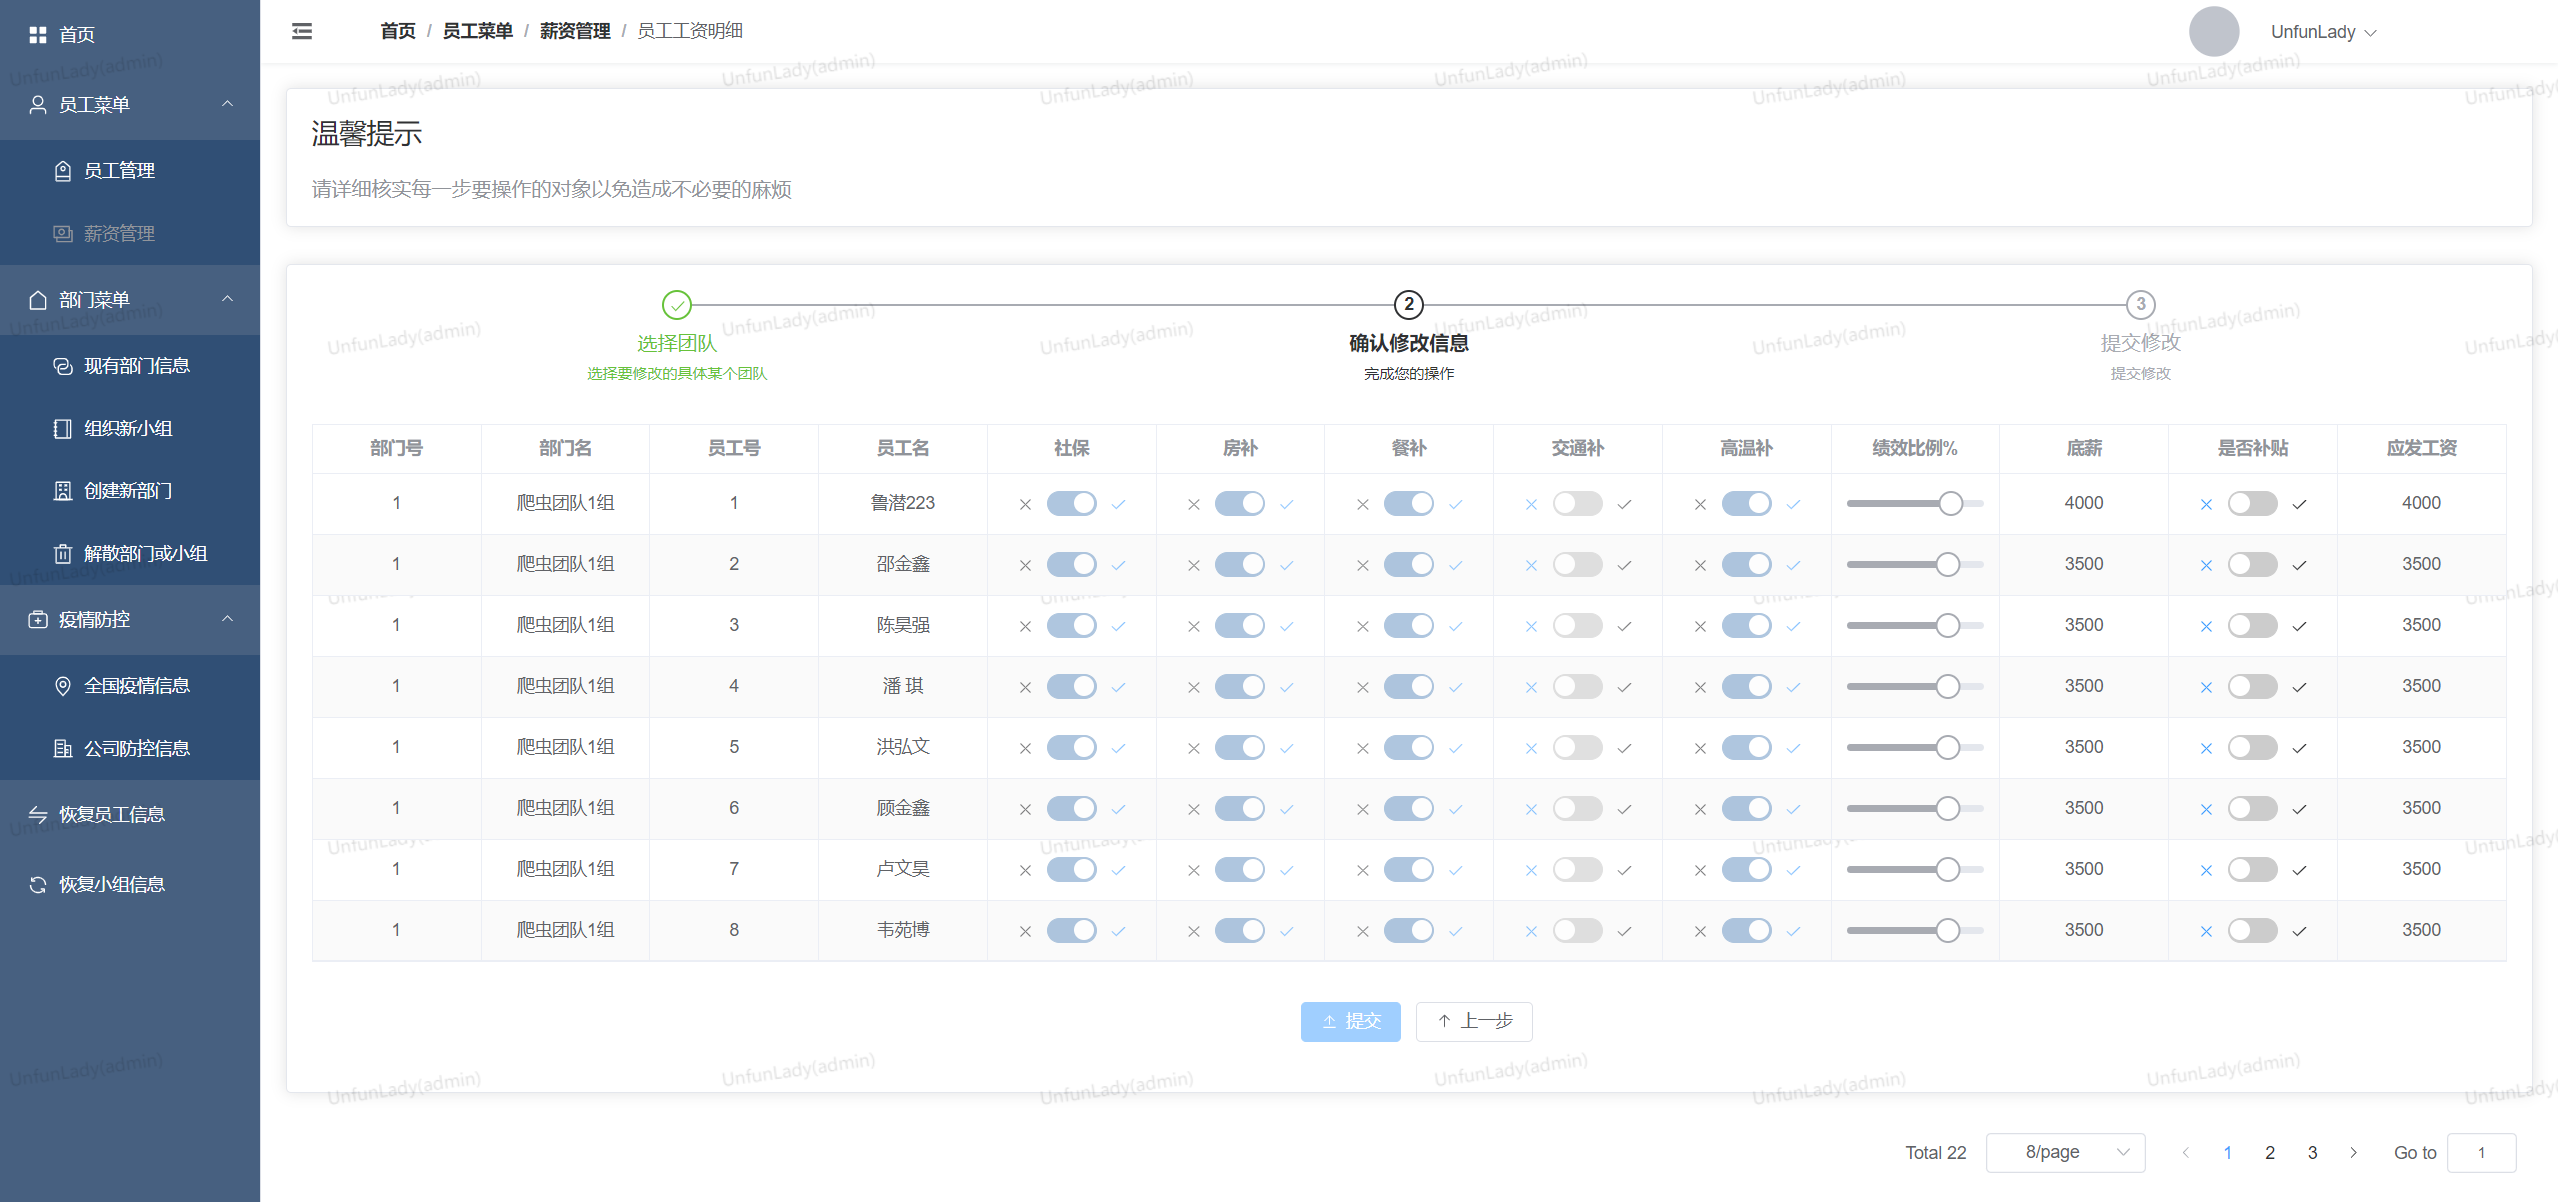 首页
员工菜单
员工管理
薪资管理
部门菜单
现有部门信息
组织新小组
创建新部门
解散部门或小组
疫情防控
全国疫情信息
公司防控信息
恢复员工信息
恢复小组信息
首页 / 员工菜单 / 薪资管理 / 员工工资明细
UnfunLady
温馨提示
请详细核实每一步要操作的对象以免造成不必要的麻烦
选择团队
选择要修改的具体某个团队
2
确认修改信息
完成您的操作
3
提交修改
提交修改
部门号 部门名 员工号 员工名 社保 房补 餐补 交通补 高温补 绩效比例% 底薪 是否补贴 应发工资
1 爬虫团队1组 1 鲁潜223 4000 4000
1 爬虫团队1组 2 邵金鑫 3500 3500
1 爬虫团队1组 3 陈昊强 3500 3500
1 爬虫团队1组 4 潘 琪 3500 3500
1 爬虫团队1组 5 洪弘文 3500 3500
1 爬虫团队1组 6 顾金鑫 3500 3500
1 爬虫团队1组 7 卢文昊 3500 3500
1 爬虫团队1组 8 韦苑博 3500 3500
提交 上一步
Total 22 8/page 1 2 3 Go to 1
UnfunLady(admin)